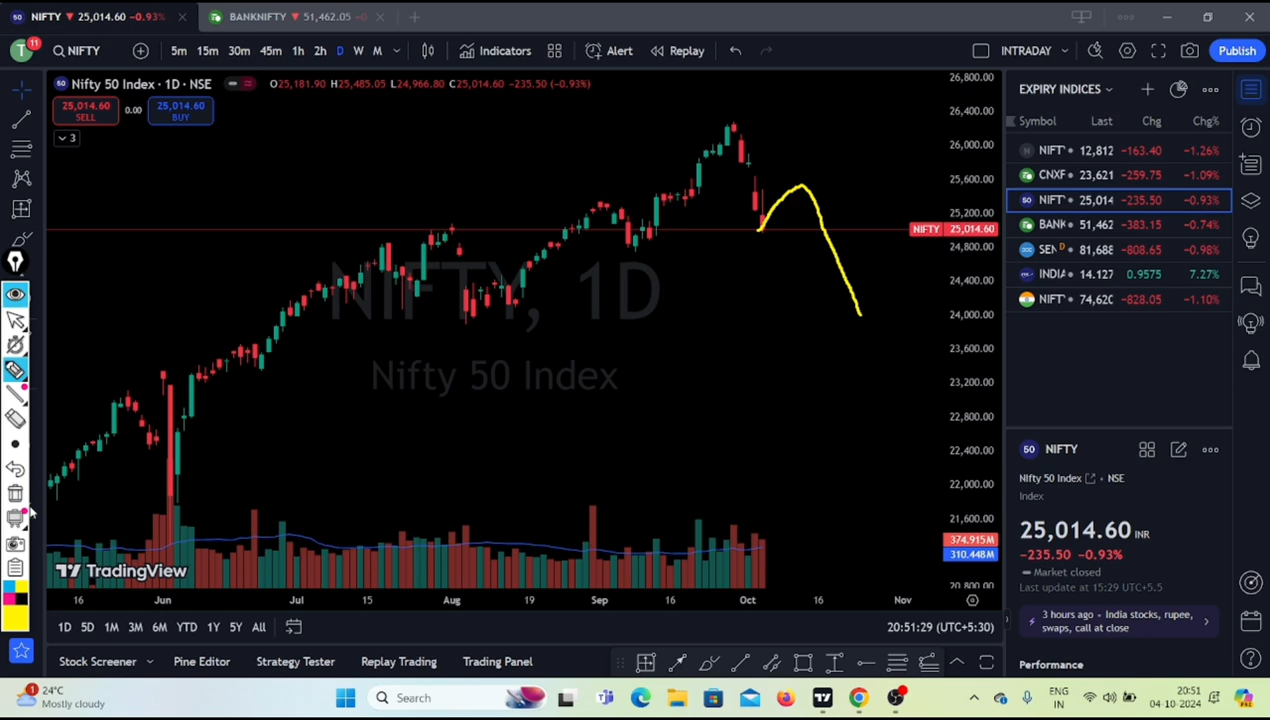 NIFTY ▼ 25,014.60 −0.93%
BANKNIFTY ▼ 51,462.05 −0
11
NIFTY 5m 15m 30m 45m 1h 2h D W M Indicators Alert Replay INTRADAY Publish
50 Nifty 50 Index · 1D · NSE O25,181.90 H25,485.05 L24,966.80 C25,014.60 −235.50 (−0.93%)
25,014.60 SELL 0.00 25,014.60 BUY
3
26,800.00
26,400.00
26,000.00
25,600.00
25,200.00
NIFTY 25,014.60
24,800.00
24,400.00
24,000.00
23,600.00
23,200.00
22,800.00
22,400.00
22,000.00
21,600.00
374.915M
310.448M
20,800.00
NIFTY, 1D
Nifty 50 Index
TradingView
16 Jun Jul 15 Aug 19 Sep 16 Oct 16 Nov
1D 5D 1M 3M 6M YTD 1Y 5Y All 20:51:29 (UTC+5:30)
Stock Screener Pine Editor Strategy Tester Replay Trading Trading Panel
EXPIRY INDICES
Symbol Last Chg Chg%
NIFT 12,812 −163.40 −1.26%
CNXF 23,621 −259.75 −1.09%
50 NIFT 25,014 −235.50 −0.93%
BANK 51,462 −383.15 −0.74%
SEN D 81,688 −808.65 −0.98%
INDIA 14.127 0.9575 7.27%
NIFT 74,620 −828.05 −1.10%
50 NIFTY
Nifty 50 Index • NSE
Index
25,014.60 INR
−235.50 −0.93%
Market closed
Last update at 15:29 UTC+5.5
3 hours ago • India stocks, rupee, swaps, call at close
Performance
1 24°C
Mostly cloudy
Search
ENG
IN
20:51
04-10-2024